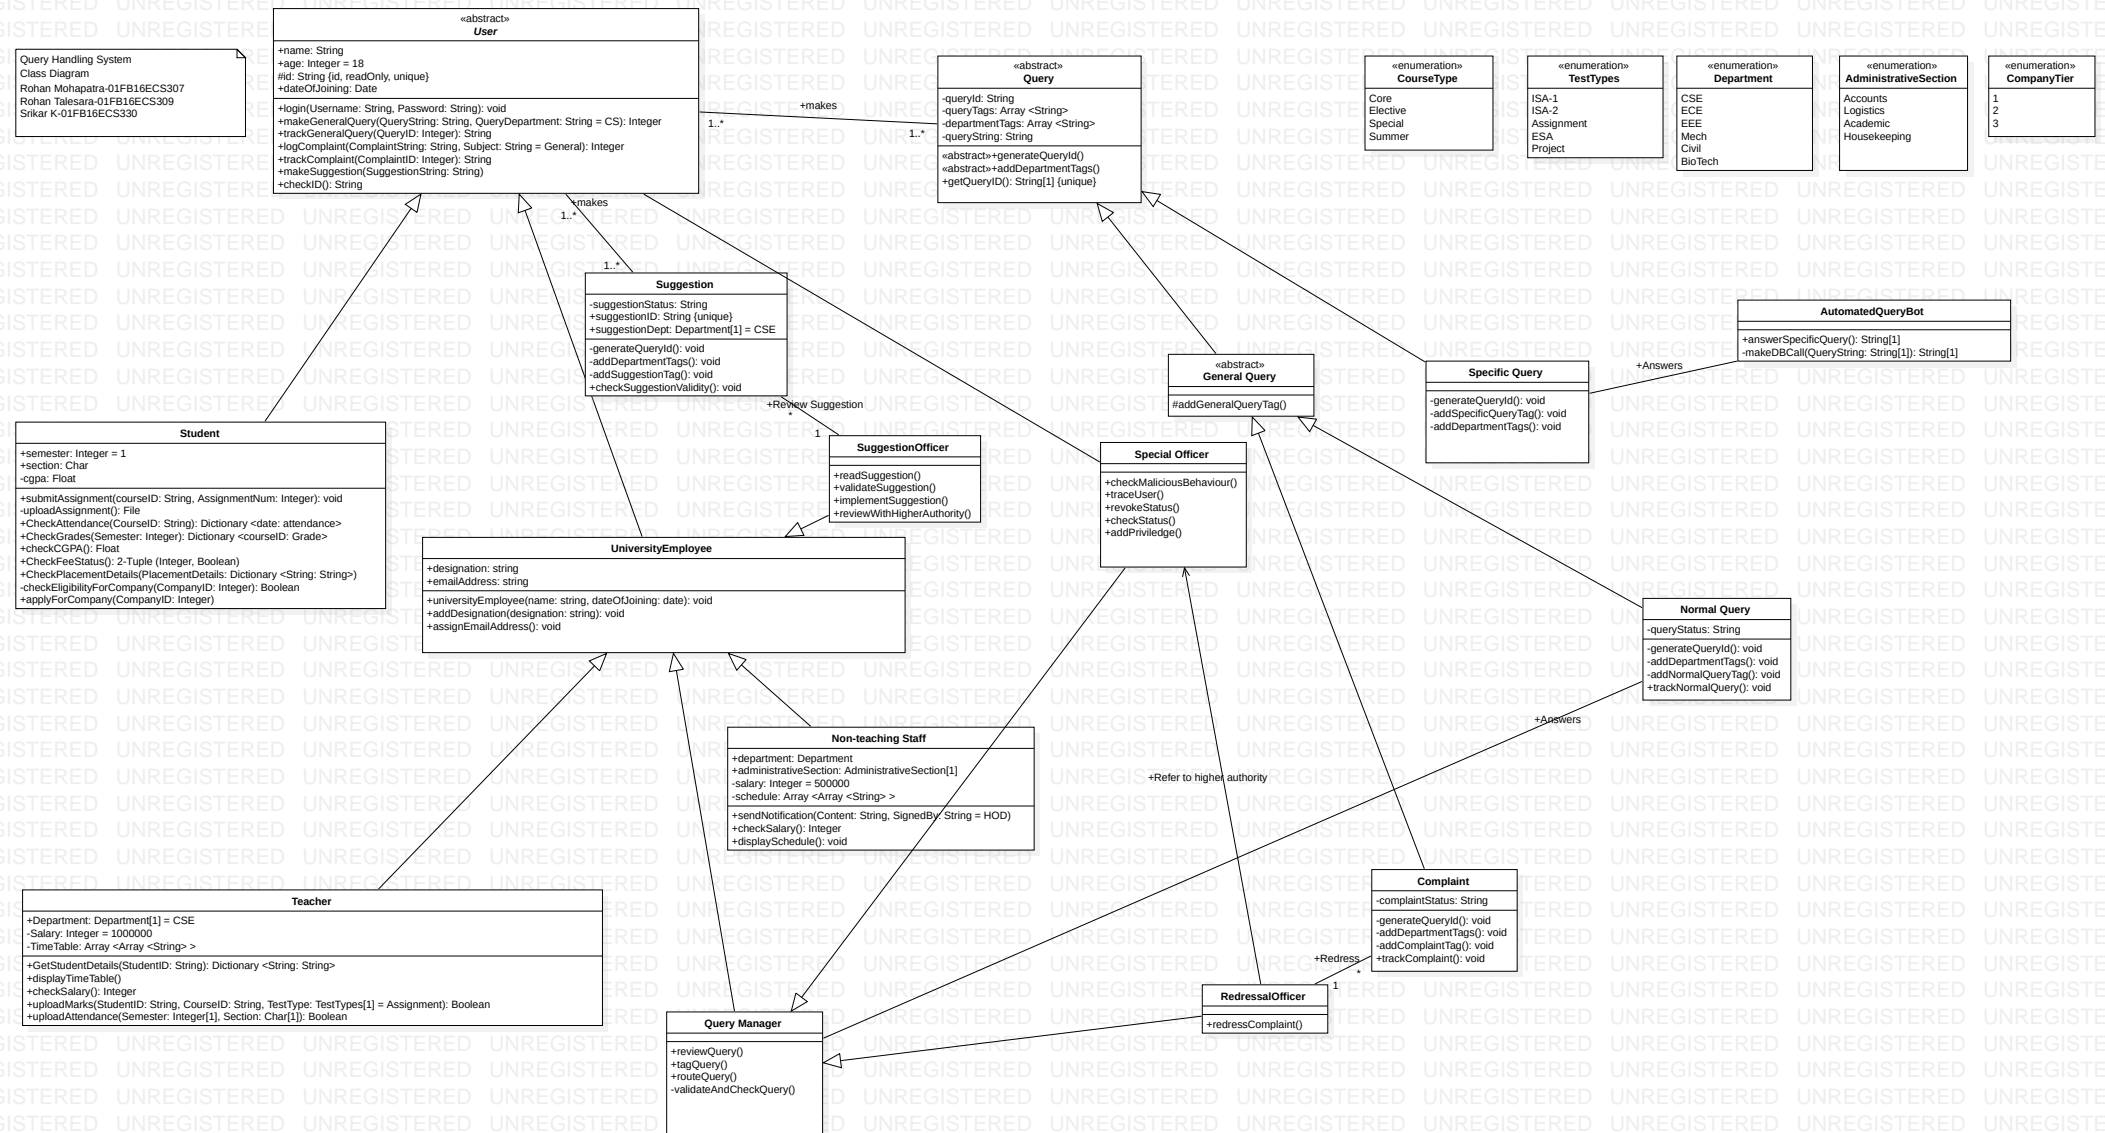 Query Handling System
Class Diagram
Rohan Mohapatra-01FB16ECS307
Rohan Talesara-01FB16ECS309
Srikar K-01FB16ECS330
«abstract»
User
+name: String
+age: Integer = 18
#id: String {id, readOnly, unique}
+dateOfJoining: Date
+login(Username: String, Password: String): void
+makeGeneralQuery(QueryString: String, QueryDepartment: String = CS): Integer
+trackGeneralQuery(QueryID: Integer): String
+logComplaint(ComplaintString: String, Subject: String = General): Integer
+trackComplaint(ComplaintID: Integer): String
+makeSuggestion(SuggestionString: String)
+checkID(): String
+makes
1..*
1..*
«abstract»
Query
-queryId: String
-queryTags: Array <String>
-departmentTags: Array <String>
-queryString: String
«abstract»+generateQueryId()
«abstract»+addDepartmentTags()
+getQueryID(): String[1] {unique}
«enumeration»
CourseType
Core
Elective
Special
Summer
«enumeration»
TestTypes
ISA-1
ISA-2
Assignment
ESA
Project
«enumeration»
Department
CSE
ECE
EEE
Mech
Civil
BioTech
«enumeration»
AdministrativeSection
Accounts
Logistics
Academic
Housekeeping
«enumeration»
CompanyTier
1
2
3
+makes
1..*
1..*
Suggestion
-suggestionStatus: String
+suggestionID: String {unique}
+suggestionDept: Department[1] = CSE
-generateQueryId(): void
-addDepartmentTags(): void
-addSuggestionTag(): void
+checkSuggestionValidity(): void
+Review Suggestion
*
1
SuggestionOfficer
+readSuggestion()
+validateSuggestion()
+implementSuggestion()
+reviewWithHigherAuthority()
«abstract»
General Query
#addGeneralQueryTag()
Specific Query
-generateQueryId(): void
-addSpecificQueryTag(): void
-addDepartmentTags(): void
+Answers
AutomatedQueryBot
+answerSpecificQuery(): String[1]
-makeDBCall(QueryString: String[1]): String[1]
Student
+semester: Integer = 1
+section: Char
-cgpa: Float
+submitAssignment(courseID: String, AssignmentNum: Integer): void
-uploadAssignment(): File
+CheckAttendance(CourseID: String): Dictionary <date: attendance>
+CheckGrades(Semester: Integer): Dictionary <courseID: Grade>
+checkCGPA(): Float
+CheckFeeStatus(): 2-Tuple (Integer, Boolean)
+CheckPlacementDetails(PlacementDetails: Dictionary <String: String>)
-checkEligibilityForCompany(CompanyID: Integer): Boolean
+applyForCompany(CompanyID: Integer)
Special Officer
+checkMaliciousBehaviour()
+traceUser()
+revokeStatus()
+checkStatus()
+addPriviledge()
UniversityEmployee
+designation: string
+emailAddress: string
+universityEmployee(name: string, dateOfJoining: date): void
+addDesignation(designation: string): void
+assignEmailAddress(): void
Normal Query
-queryStatus: String
-generateQueryId(): void
-addDepartmentTags(): void
-addNormalQueryTag(): void
+trackNormalQuery(): void
+Answers
Non-teaching Staff
+department: Department
+administrativeSection: AdministrativeSection[1]
-salary: Integer = 500000
-schedule: Array <Array <String> >
+sendNotification(Content: String, SignedBy: String = HOD)
+checkSalary(): Integer
+displaySchedule(): void
+Refer to higher authority
Teacher
+Department: Department[1] = CSE
-Salary: Integer = 1000000
-TimeTable: Array <Array <String> >
+GetStudentDetails(StudentID: String): Dictionary <String: String>
+displayTimeTable()
+checkSalary(): Integer
+uploadMarks(StudentID: String, CourseID: String, TestType: TestTypes[1] = Assignment): Boolean
+uploadAttendance(Semester: Integer[1], Section: Char[1]): Boolean
Complaint
-complaintStatus: String
-generateQueryId(): void
-addDepartmentTags(): void
-addComplaintTag(): void
+trackComplaint(): void
+Redress
*
1
RedressalOfficer
+redressComplaint()
Query Manager
+reviewQuery()
+tagQuery()
+routeQuery()
-validateAndCheckQuery()
UNREGISTERED